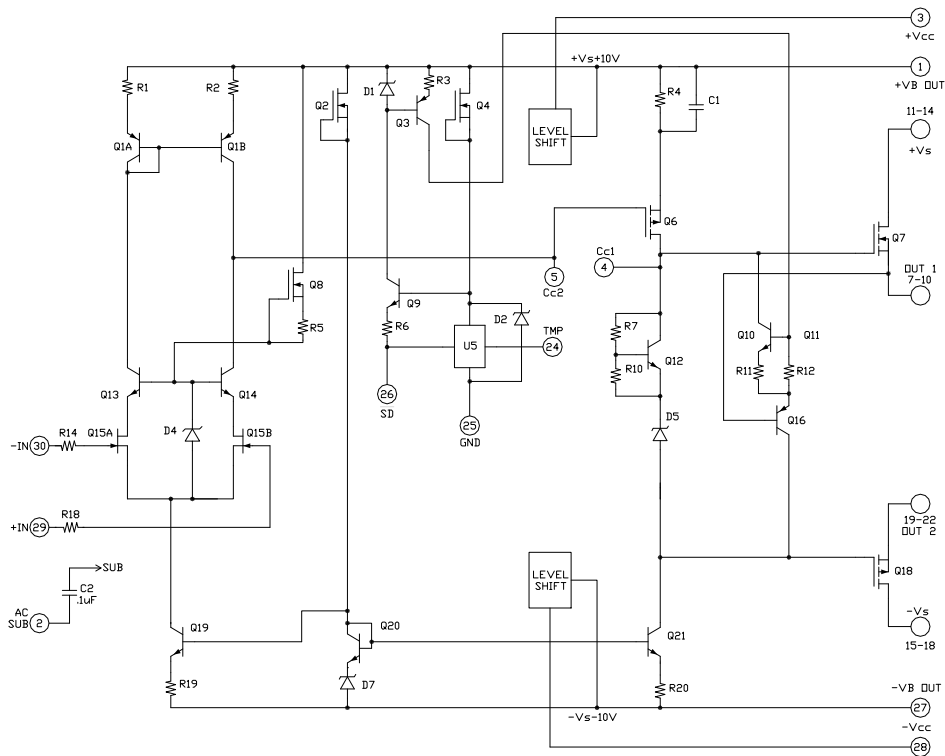 3
+Vcc
+Vs+10V
1
+VB OUT
R1
R2
R3
D1
Q2
Q3
Q4
R4
C1
LEVEL
SHIFT
11-14
+Vs
Q1A
Q1B
Q6
Q7
Cc1
4
5
Cc2
OUT 1
7-10
Q8
R5
Q9
R6
D2
U5
TMP
24
R7
R10
Q12
Q10
Q11
R11
R12
26
SD
25
GND
Q13
Q14
D5
Q16
Q15A
D4
Q15B
-IN
30
R14
+IN
29
R18
19-22
OUT 2
SUB
C2
.1uF
AC
SUB
2
LEVEL
SHIFT
Q18
-Vs
15-18
Q19
Q20
Q21
R19
D7
R20
-Vs-10V
-VB OUT
27
-Vcc
28